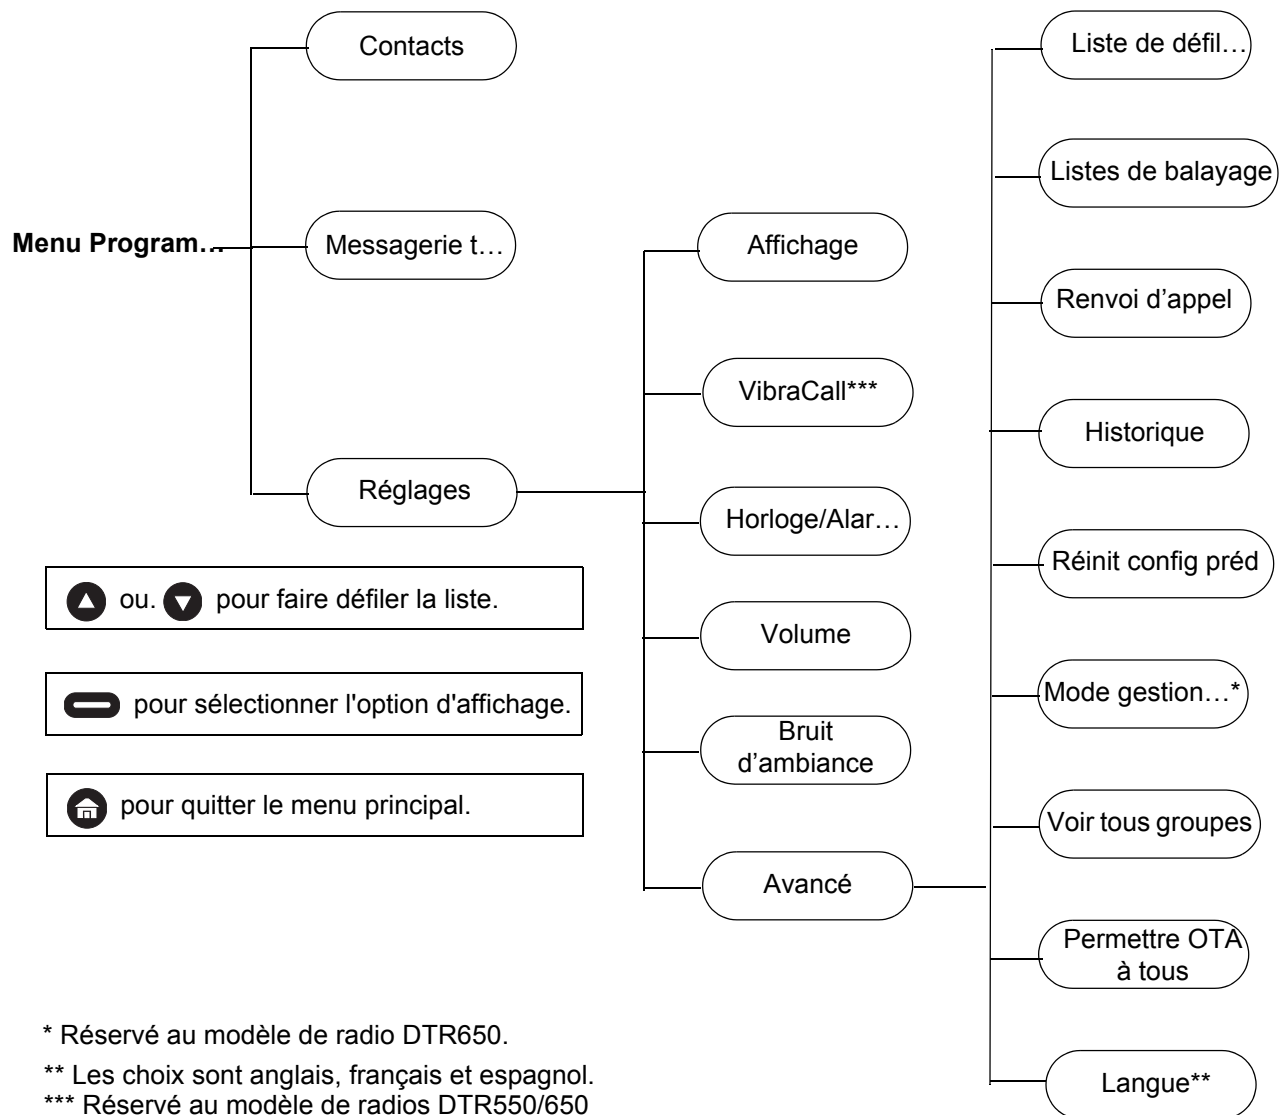 Menu Program…
Contacts
Messagerie t…
Réglages
Affichage
VibraCall***
Horloge/Alar…
Volume
Bruit
d’ambiance
Avancé
Liste de défil…
Listes de balayage
Renvoi d’appel
Historique
Réinit config préd
Mode gestion…*
Voir tous groupes
Permettre OTA
à tous
Langue**
ou. pour faire défiler la liste.
pour sélectionner l'option d'affichage.
pour quitter le menu principal.
* Réservé au modèle de radio DTR650.
** Les choix sont anglais, français et espagnol.
*** Réservé au modèle de radios DTR550/650